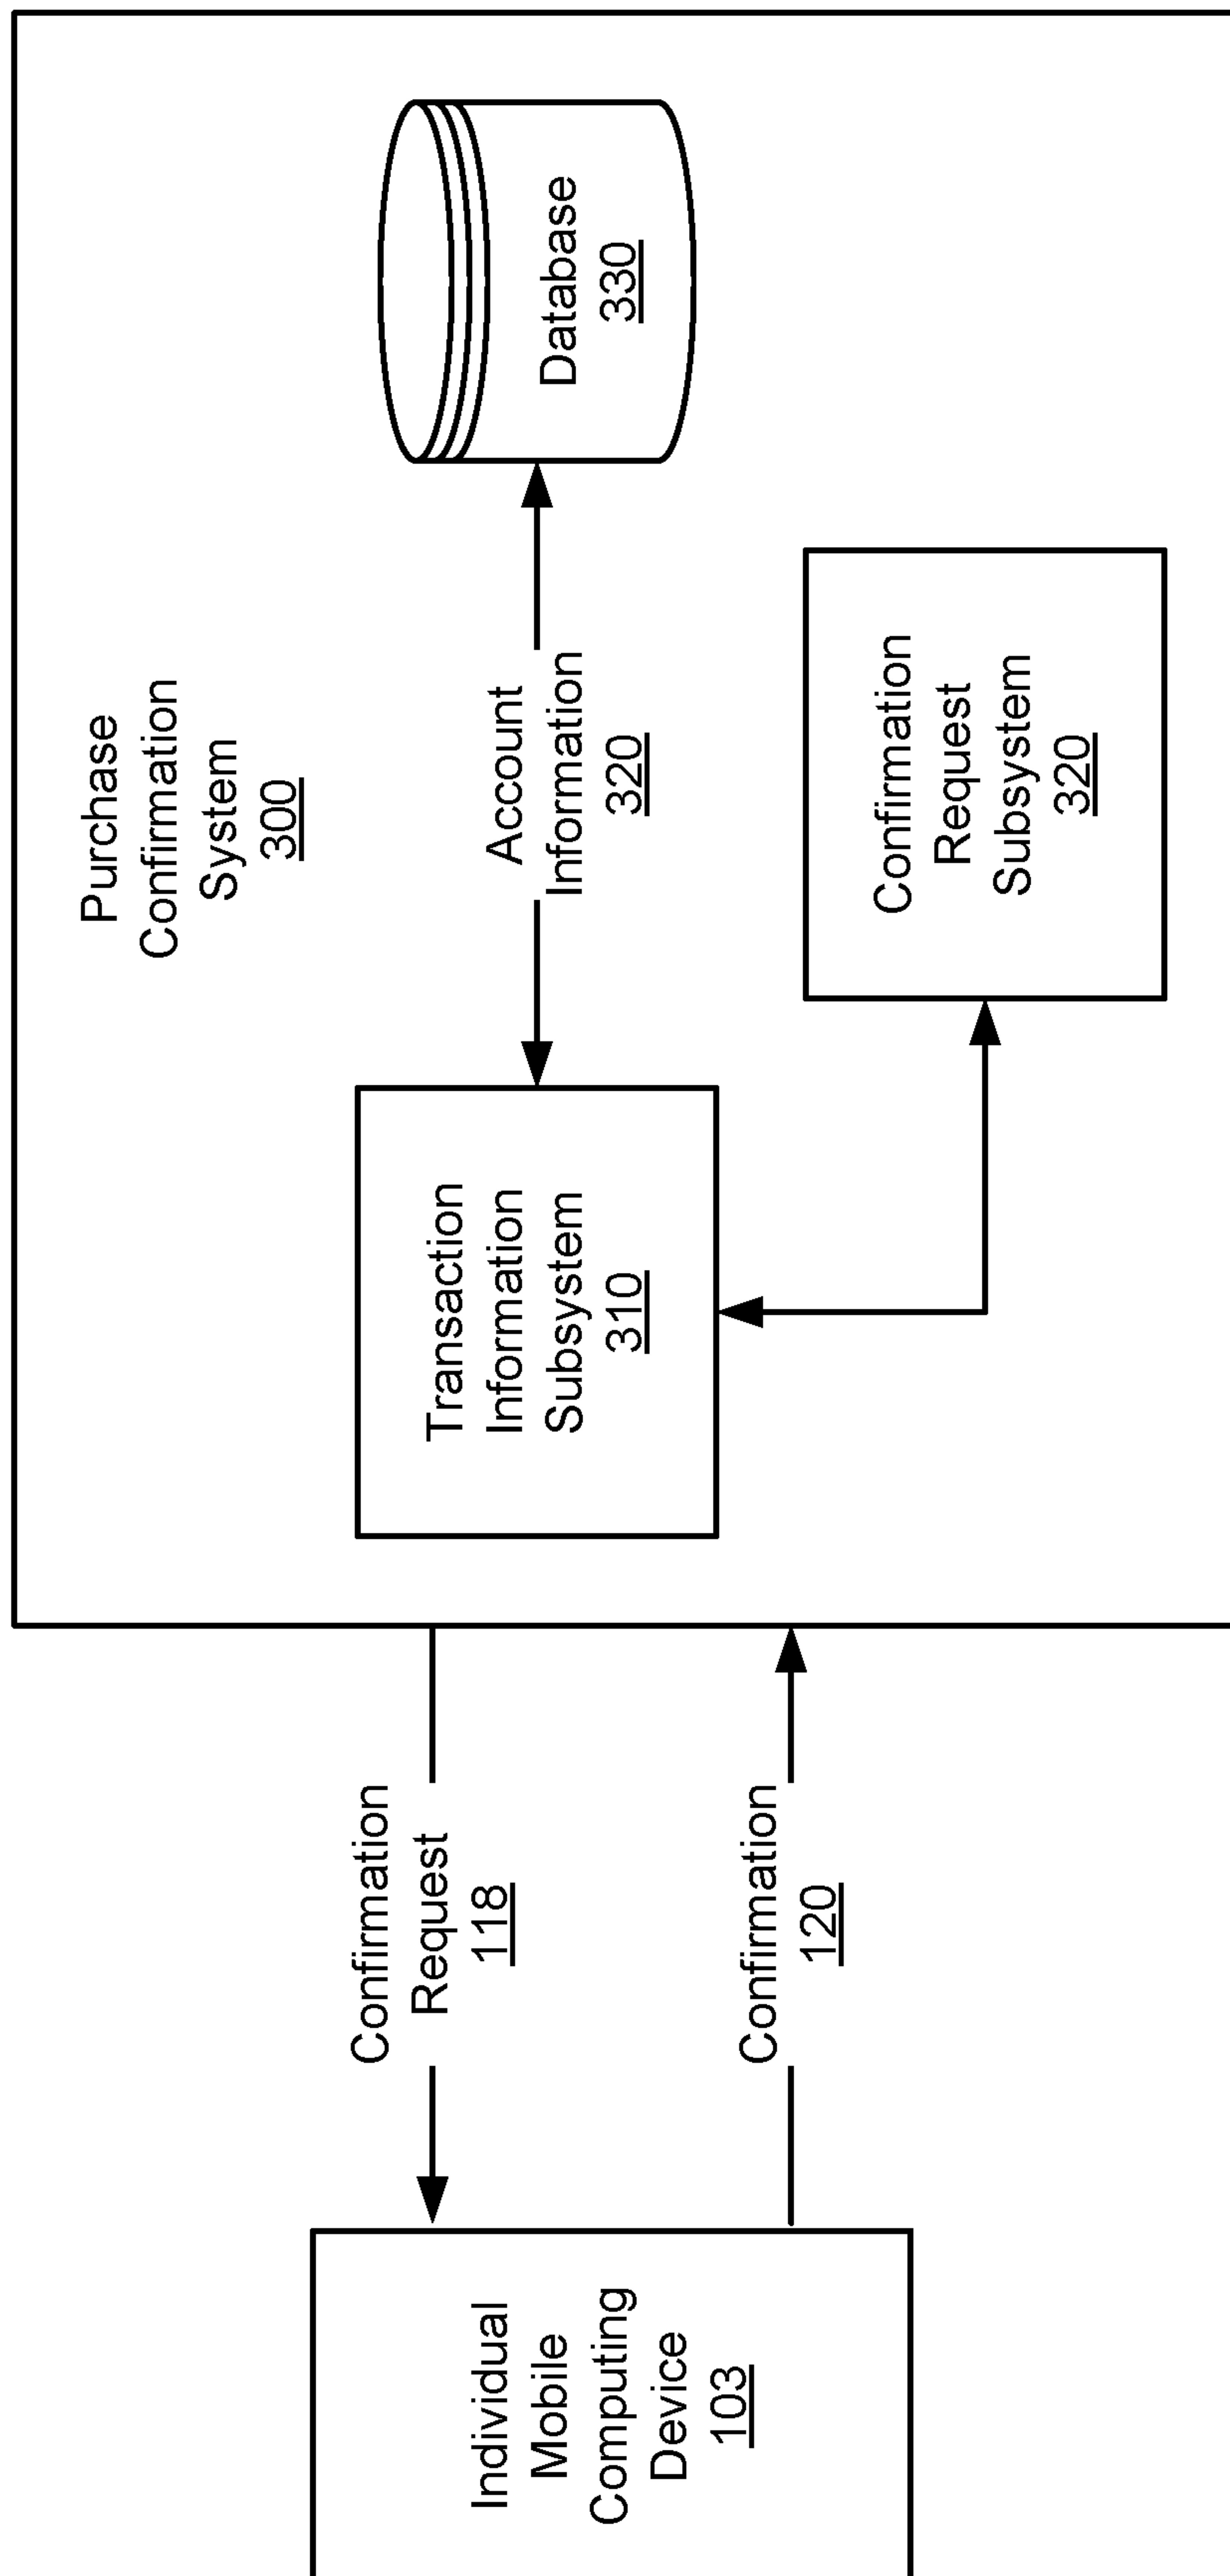 Purchase
Confirmation
System
300
Individual
Mobile
Computing
Device
103
Confirmation
Request
118
Confirmation
120
Transaction
Information
Subsystem
310
Account
Information
320
Database
330
Confirmation
Request
Subsystem
320